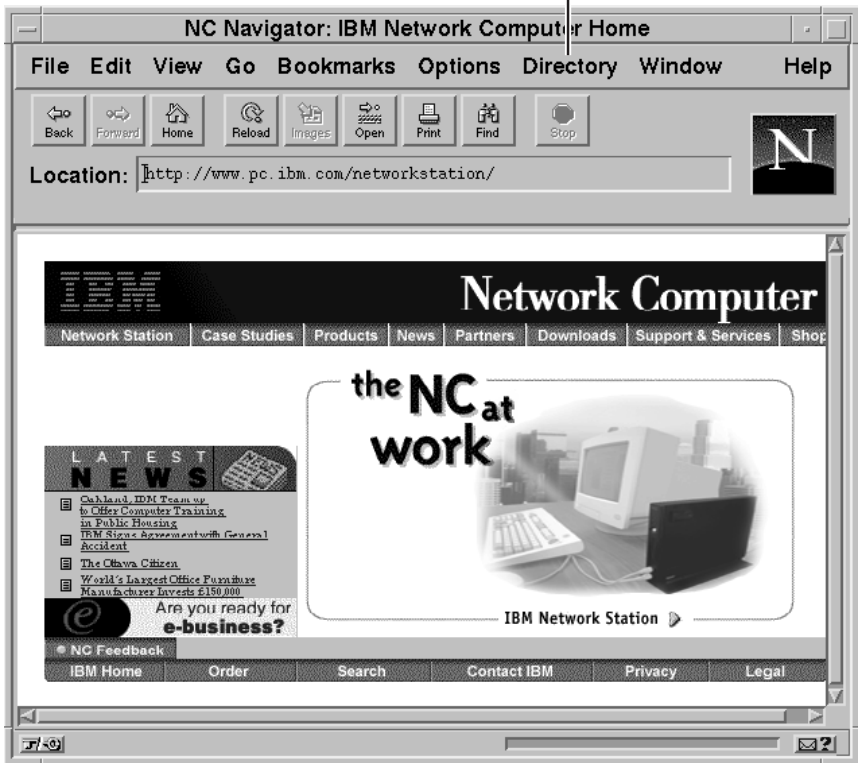 NC Navigator: IBM Network Computer Home
File Edit View Go Bookmarks Options Directory Window Help
Back Forward Home Reload Images Open Print Find Stop
Location: http://www.pc.ibm.com/networkstation/
N
IBM Network Computer
Network Station Case Studies Products News Partners Downloads Support & Services Shop
the NC at
work
LATEST
NEWS
Oakland, IBM Team up
to Offer Computer Training
in Public Housing
IBM Signs Agreement with General
Accident
The Ottawa Citizen
World's Largest Office Furniture
Manufacturer Invests £150,000
e Are you ready for
e-business?
IBM Network Station
NC Feedback
IBM Home Order Search Contact IBM Privacy Legal
?